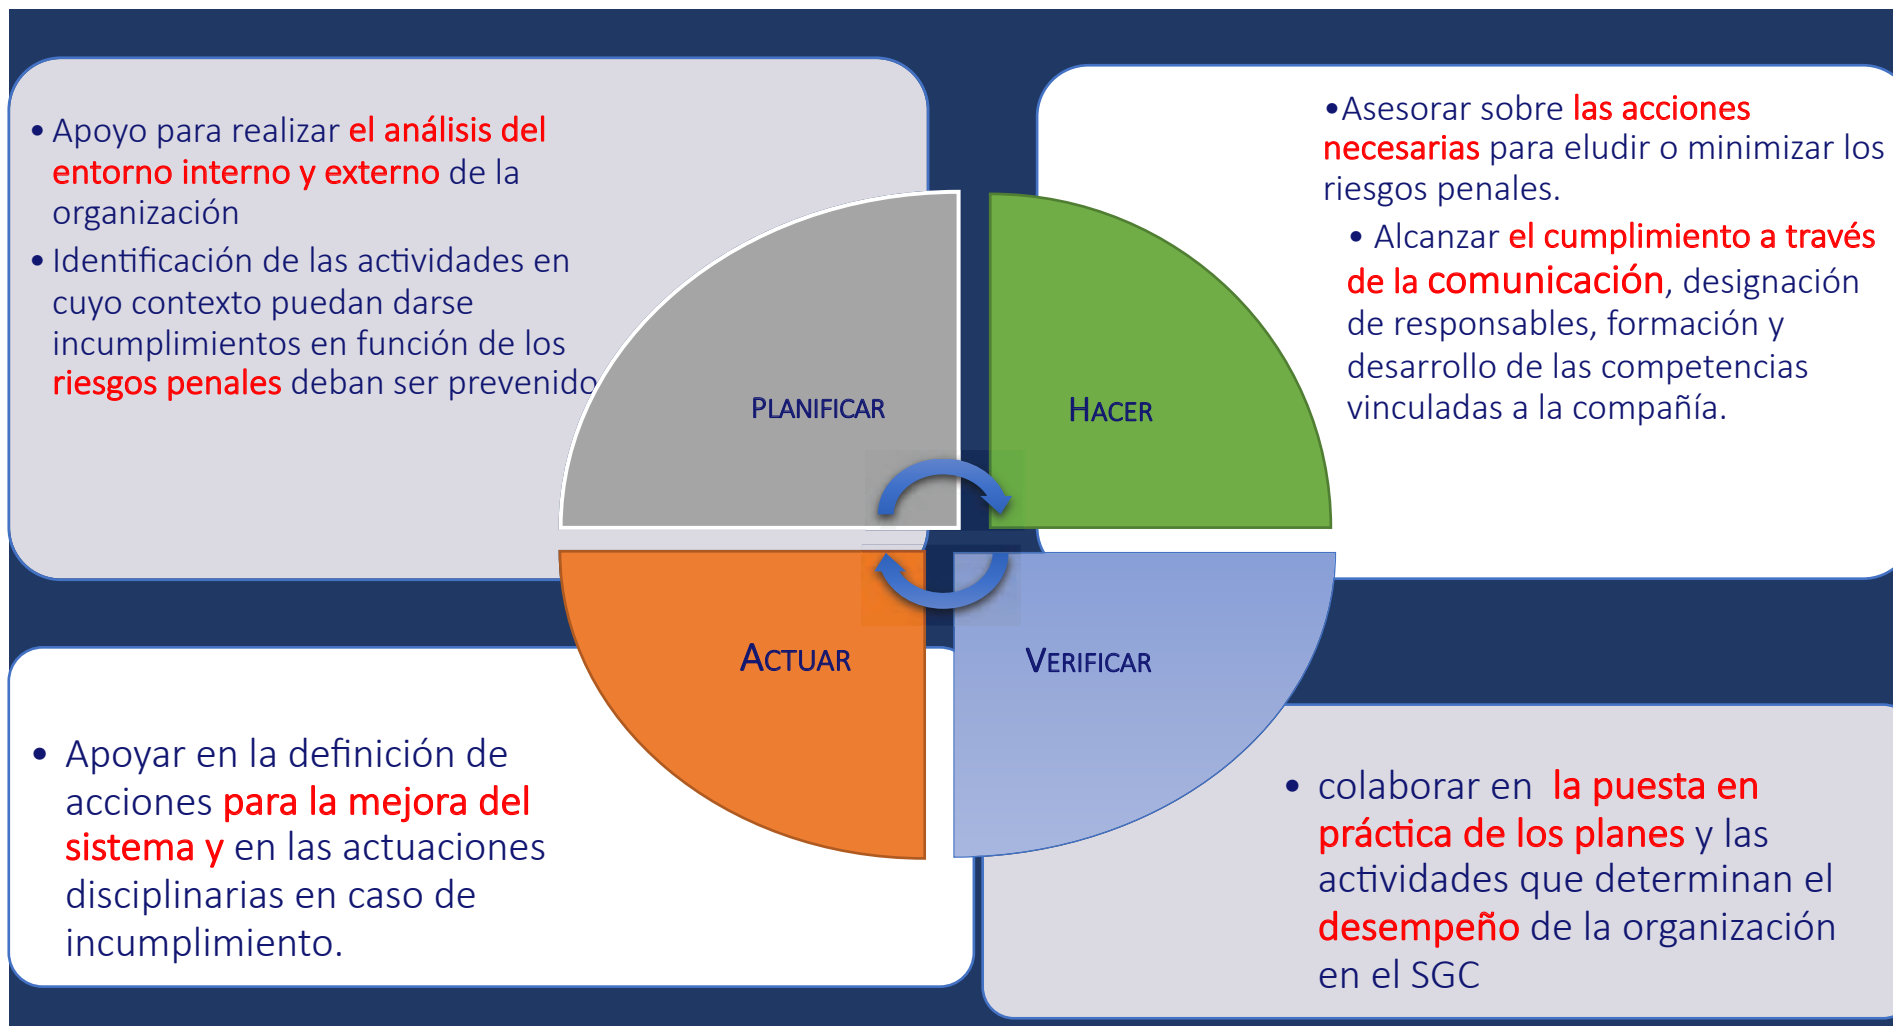 • Apoyo para realizar el análisis del
entorno interno y externo de la
organización
• Identificación de las actividades en
cuyo contexto puedan darse
incumplimientos en función de los
riesgos penales deban ser prevenido
•Asesorar sobre las acciones
necesarias para eludir o minimizar los
riesgos penales.
• Alcanzar el cumplimiento a través
de la comunicación, designación
de responsables, formación y
desarrollo de las competencias
vinculadas a la compañía.
PLANIFICAR
HACER
ACTUAR
VERIFICAR
• Apoyar en la definición de
acciones para la mejora del
sistema y en las actuaciones
disciplinarias en caso de
incumplimiento.
• colaborar en la puesta en
práctica de los planes y las
actividades que determinan el
desempeño de la organización
en el SGC